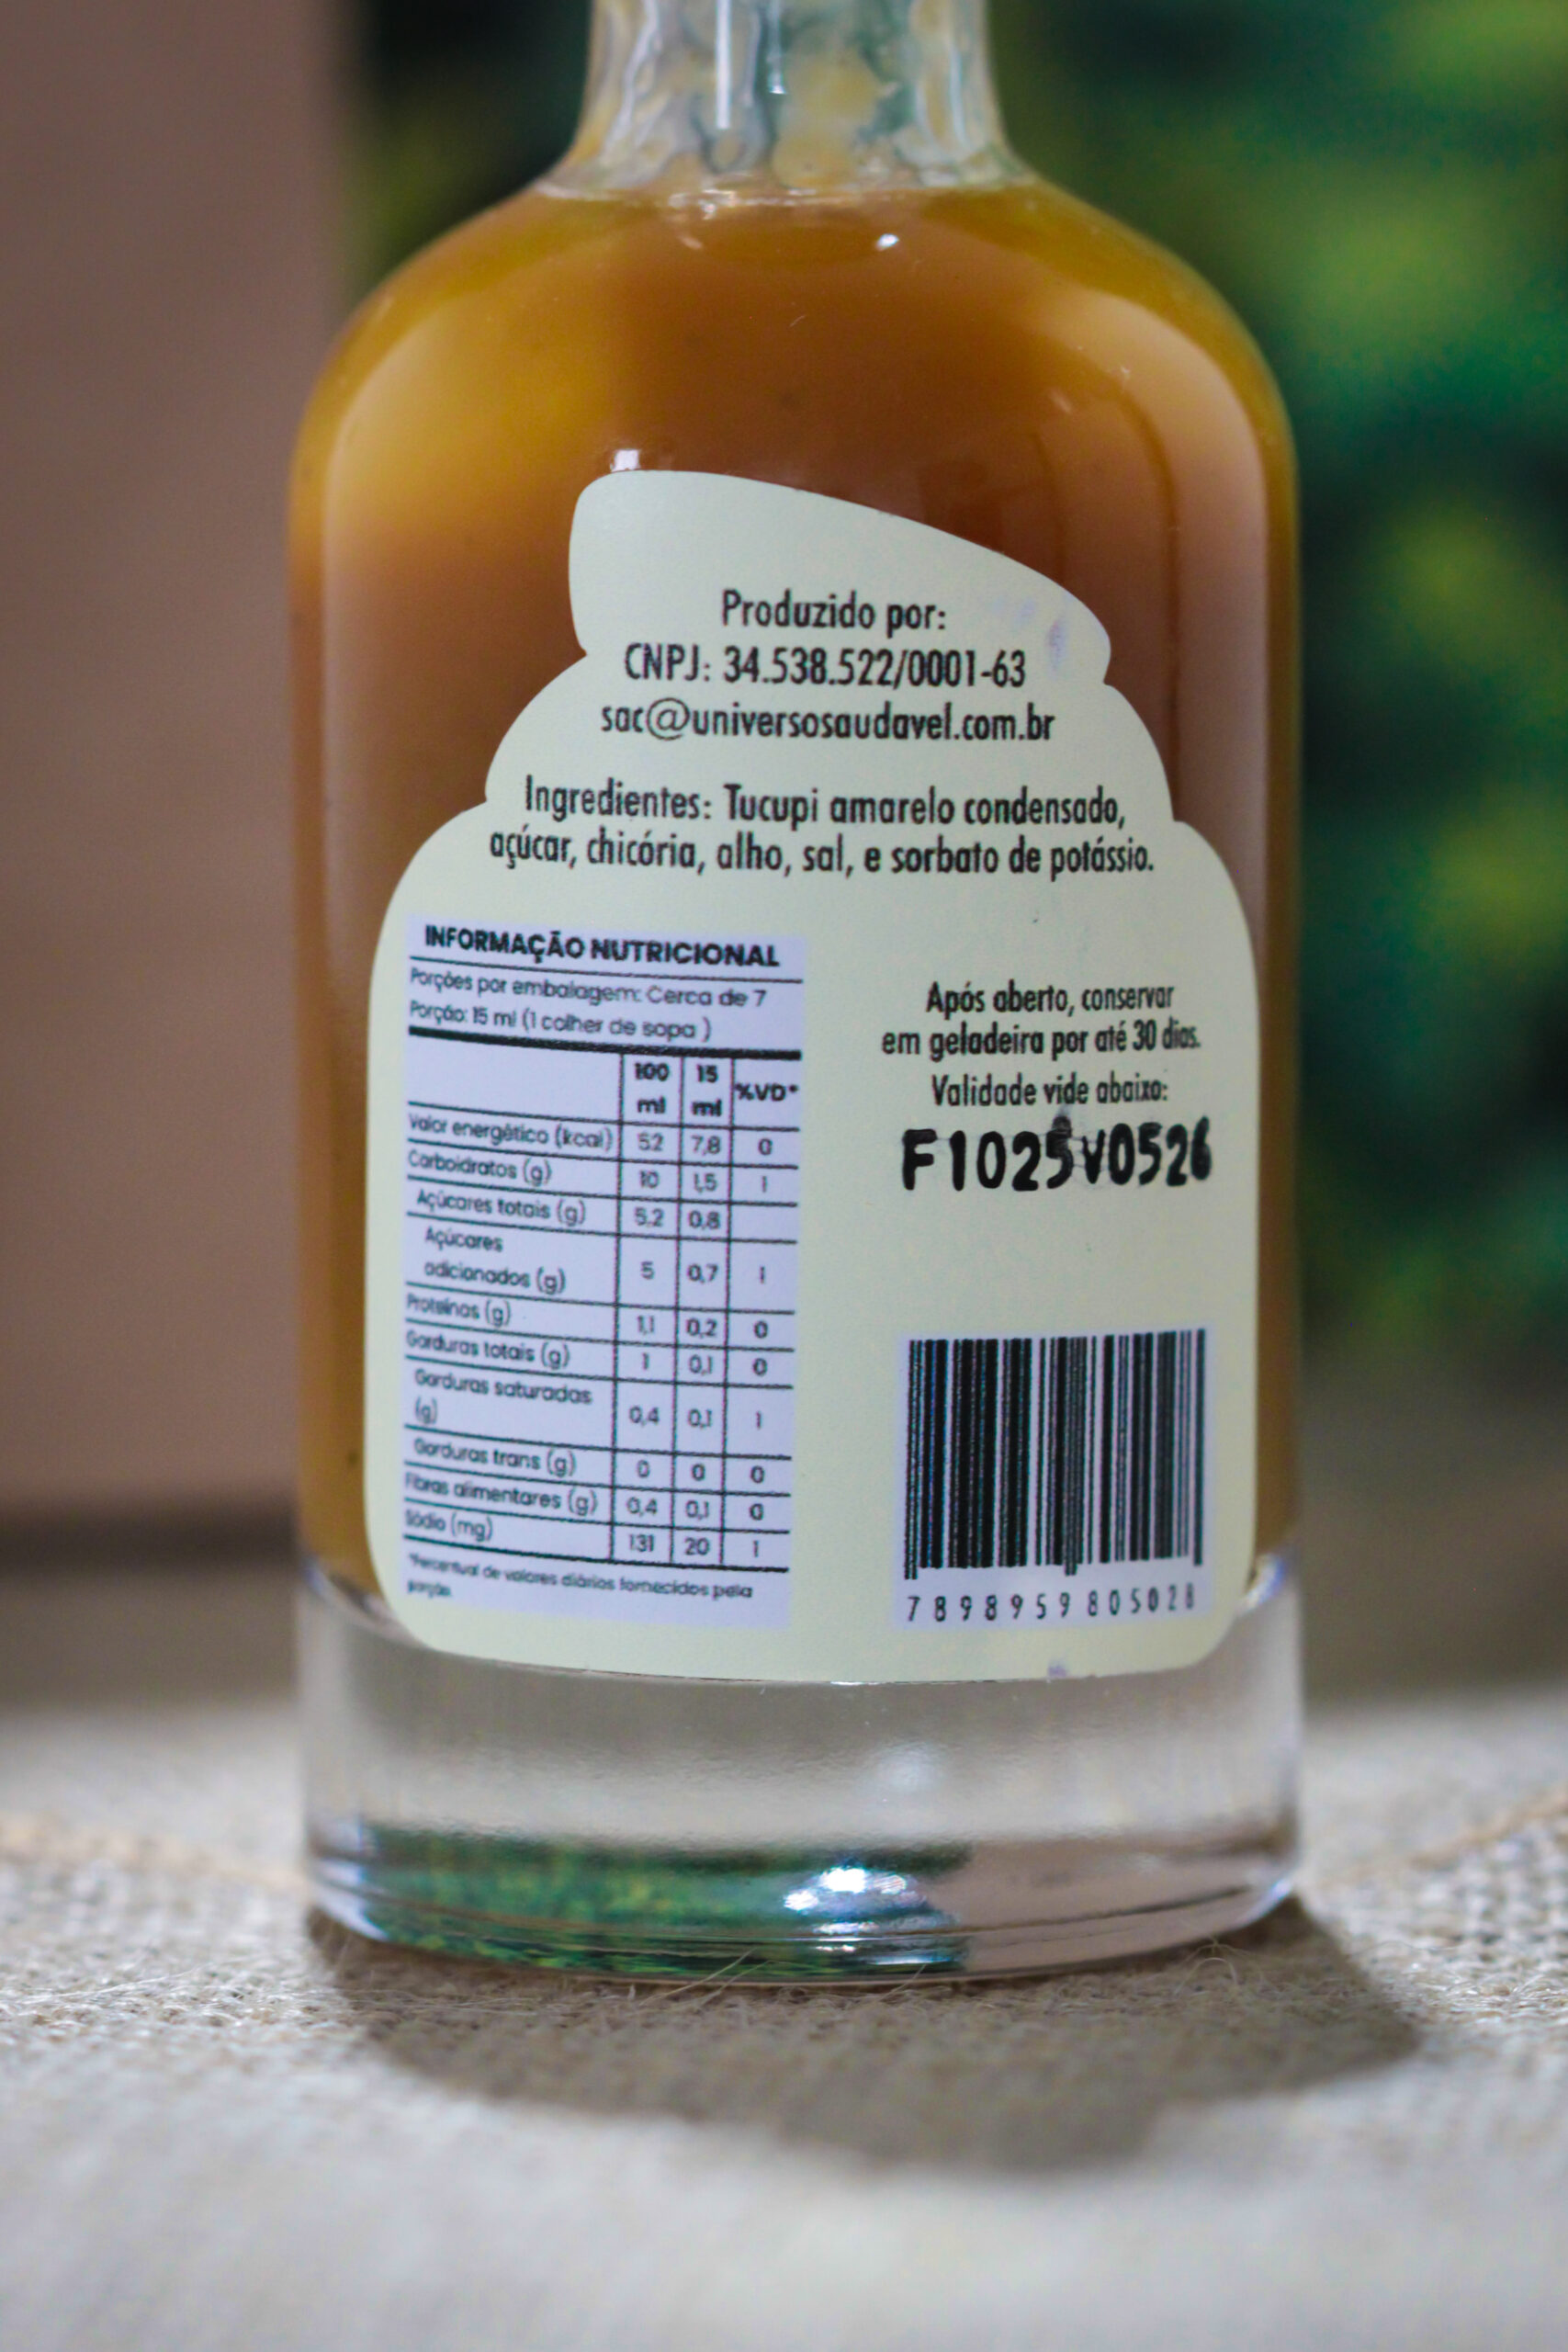 Produzido por:
CNPJ: 34.538.522/0001-63
sac@universosaudavel.com.br
Ingredientes: Tucupi amarelo condensado,
açúcar, chicória, alho, sal, e sorbato de potássio.
INFORMAÇÃO NUTRICIONAL
Porções por embalagem: Cerca de 7
Porção: 15 ml (1 colher de sopa )
100 ml 15 ml %VD*
Valor energético (kcal) 52 7,8 0
Carboidratos (g) 10 1,5 1
Açúcares totais (g) 5,2 0,8
Açúcares
adicionados (g) 5 0,7 1
Proteínas (g) 1,1 0,2 0
Gorduras totais (g) 1 0,1 0
Gorduras saturadas
(g) 0,4 0,1 1
Gorduras trans (g) 0 0 0
Fibras alimentares (g) 0,4 0,1 0
Sódio (mg) 131 20 1
*Percentual de valores diários fornecidos pela
porção.
Após aberto, conservar
em geladeira por até 30 dias.
Validade vide abaixo:
F1025V0526
7898959805028